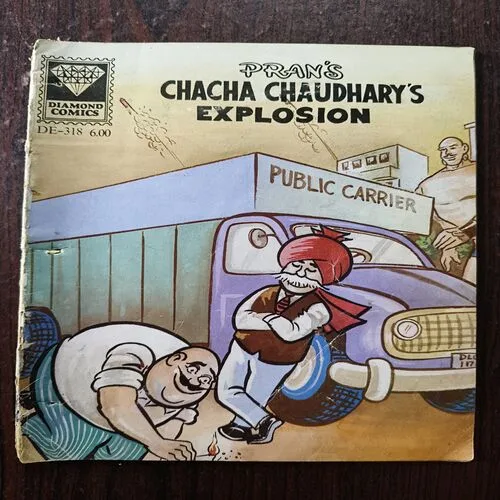 PRAN'S
CHACHA CHAUDHARY'S
EXPLOSION
DIAMOND
COMICS
DE-318 6.00
PUBLIC CARRIER